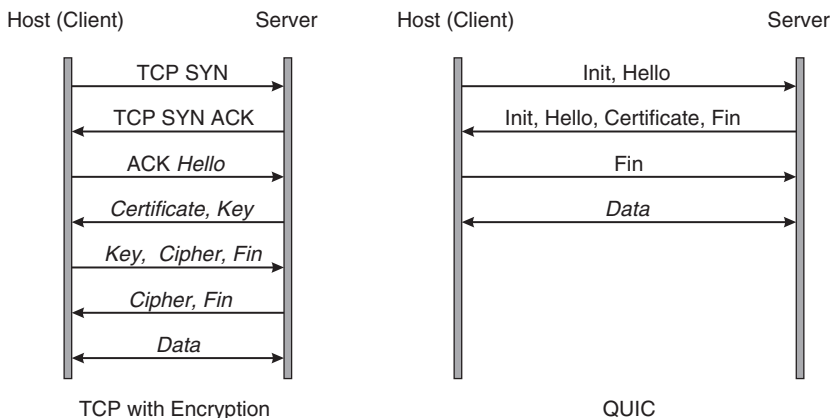 Host (Client) Server
TCP SYN
TCP SYN ACK
ACK Hello
Certificate, Key
Key, Cipher, Fin
Cipher, Fin
Data
TCP with Encryption
Host (Client) Server
Init, Hello
Init, Hello, Certificate, Fin
Fin
Data
QUIC